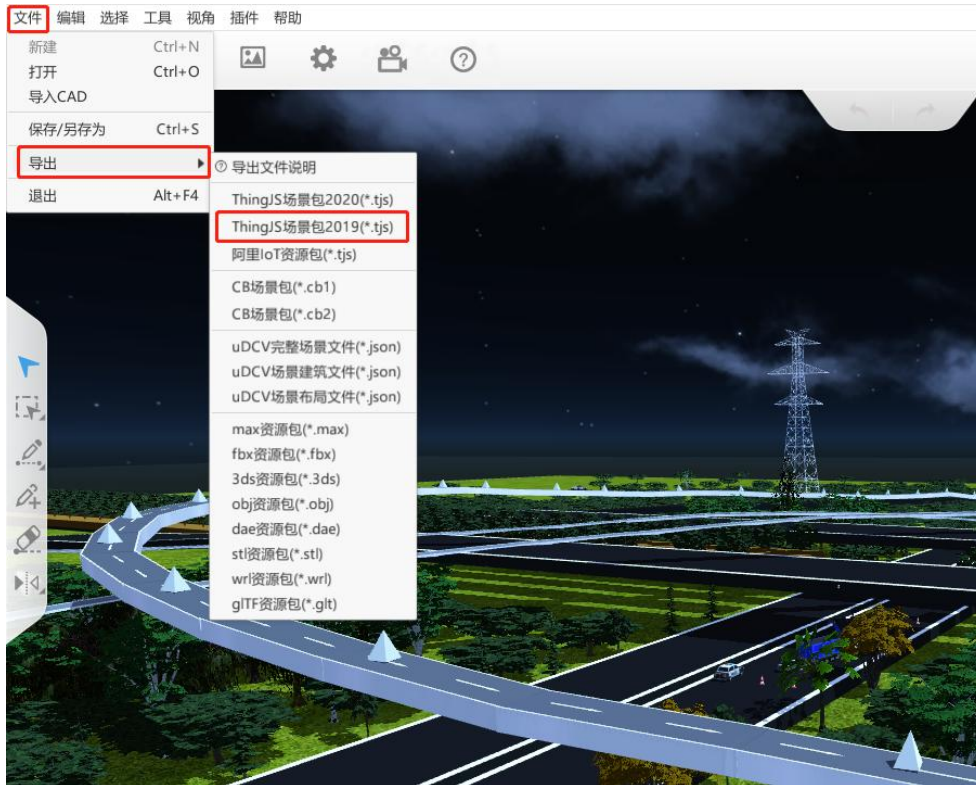 文件 编辑 选择 工具 视角 插件 帮助
新建 Ctrl+N
打开 Ctrl+O
导入CAD
保存/另存为 Ctrl+S
导出
退出 Alt+F4
导出文件说明
ThingJS场景包2020(*.tjs)
ThingJS场景包2019(*.tjs)
阿里IoT资源包(*.tjs)
CB场景包(*.cb1)
CB场景包(*.cb2)
uDCV完整场景文件(*.json)
uDCV场景建筑文件(*.json)
uDCV场景布局文件(*.json)
max资源包(*.max)
fbx资源包(*.fbx)
3ds资源包(*.3ds)
obj资源包(*.obj)
dae资源包(*.dae)
stl资源包(*.stl)
wrl资源包(*.wrl)
glTF资源包(*.glt)